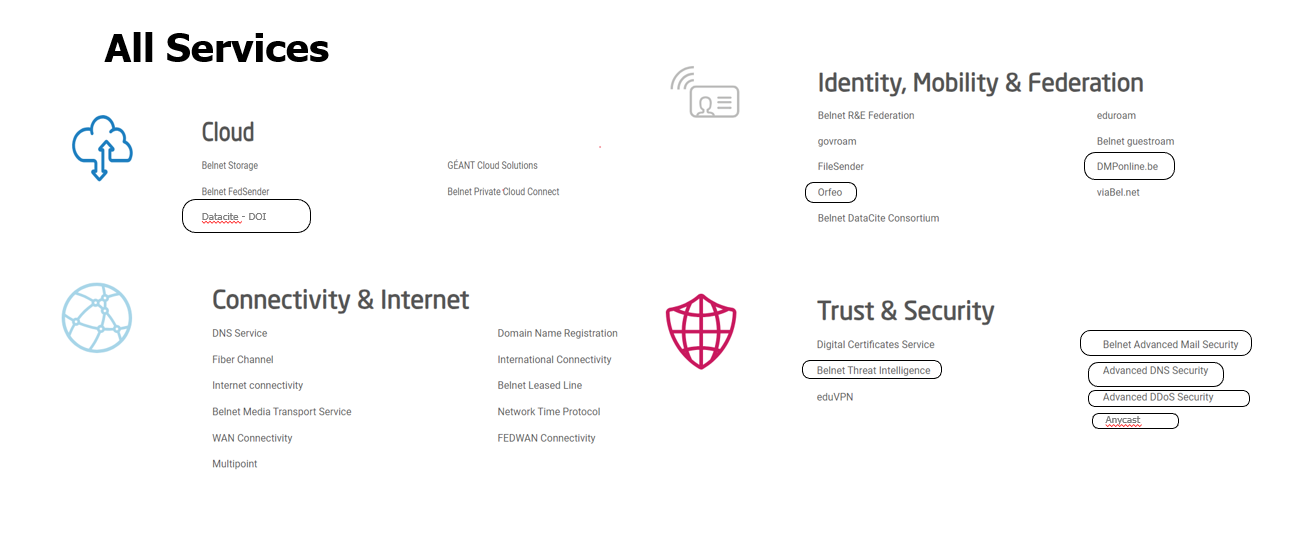 All Services
Cloud
Belnet Storage
GÉANT Cloud Solutions
Belnet FedSender
Belnet Private Cloud Connect
Datacite - DOI
Identity, Mobility & Federation
Belnet R&E Federation
eduroam
govroam
Belnet guestroam
FileSender
DMPonline.be
Orfeo
viaBel.net
Belnet DataCite Consortium
Connectivity & Internet
DNS Service
Domain Name Registration
Fiber Channel
International Connectivity
Internet connectivity
Belnet Leased Line
Belnet Media Transport Service
Network Time Protocol
WAN Connectivity
FEDWAN Connectivity
Multipoint
Trust & Security
Digital Certificates Service
Belnet Advanced Mail Security
Belnet Threat Intelligence
Advanced DNS Security
eduVPN
Advanced DDoS Security
Anycast